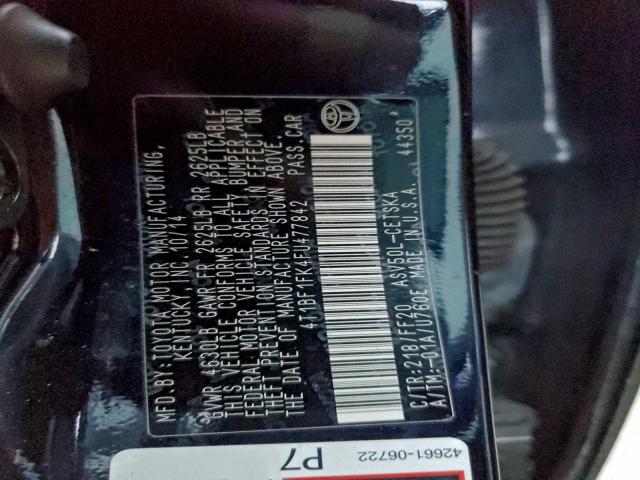 MFD.BY:TOYOTA MOTOR MANUFACTURING,
KENTUCKY,INC. 10/14
GVWR 4630LB GAWR FR 2625LB RR 2625LB
THIS VEHICLE CONFORMS TO ALL APPLICABLE
FEDERAL MOTOR VEHICLE SAFETY, BUMPER AND
THEFT PREVENTION STANDARDS IN EFFECT ON
THE DATE OF MANUFACTURE SHOWN ABOVE.
4T1BF1FK4FU477842 PASS.CAR
C/TR:218/FF20 ASV50L-CETSKA
A/TM:-01A/U760E MADE IN U.S.A. 44350
42661-06722
P7